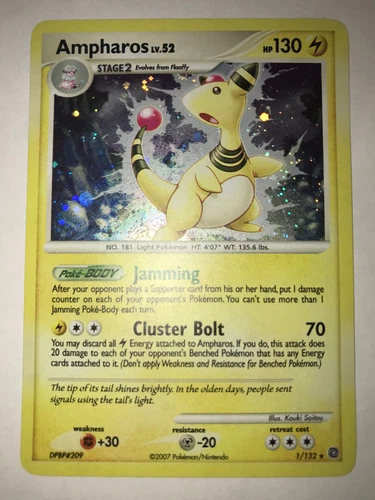 Ampharos LV.52 HP 130
STAGE2 Evolves from Flaaffy
NO. 181 Light Pokémon HT: 4'07" WT: 135.6 lbs.
Poké-BODY Jamming
After your opponent plays a Supporter card from his or her hand, put 1 damage
counter on each of your opponent's Pokémon. You can't use more than 1
Jamming Poké-Body each turn.
Cluster Bolt 70
You may discard all Energy attached to Ampharos. If you do, this attack does
20 damage to each of your opponent's Benched Pokémon that has any Energy
cards attached to it. (Don't apply Weakness and Resistance for Benched Pokémon.)
The tip of its tail shines brightly. In the olden days, people sent
signals using the tail's light.
Illus. Kouki Saitou
weakness resistance retreat cost
+30 -20
DPBP#209 ©2007 Pokémon/Nintendo 1/132 ★